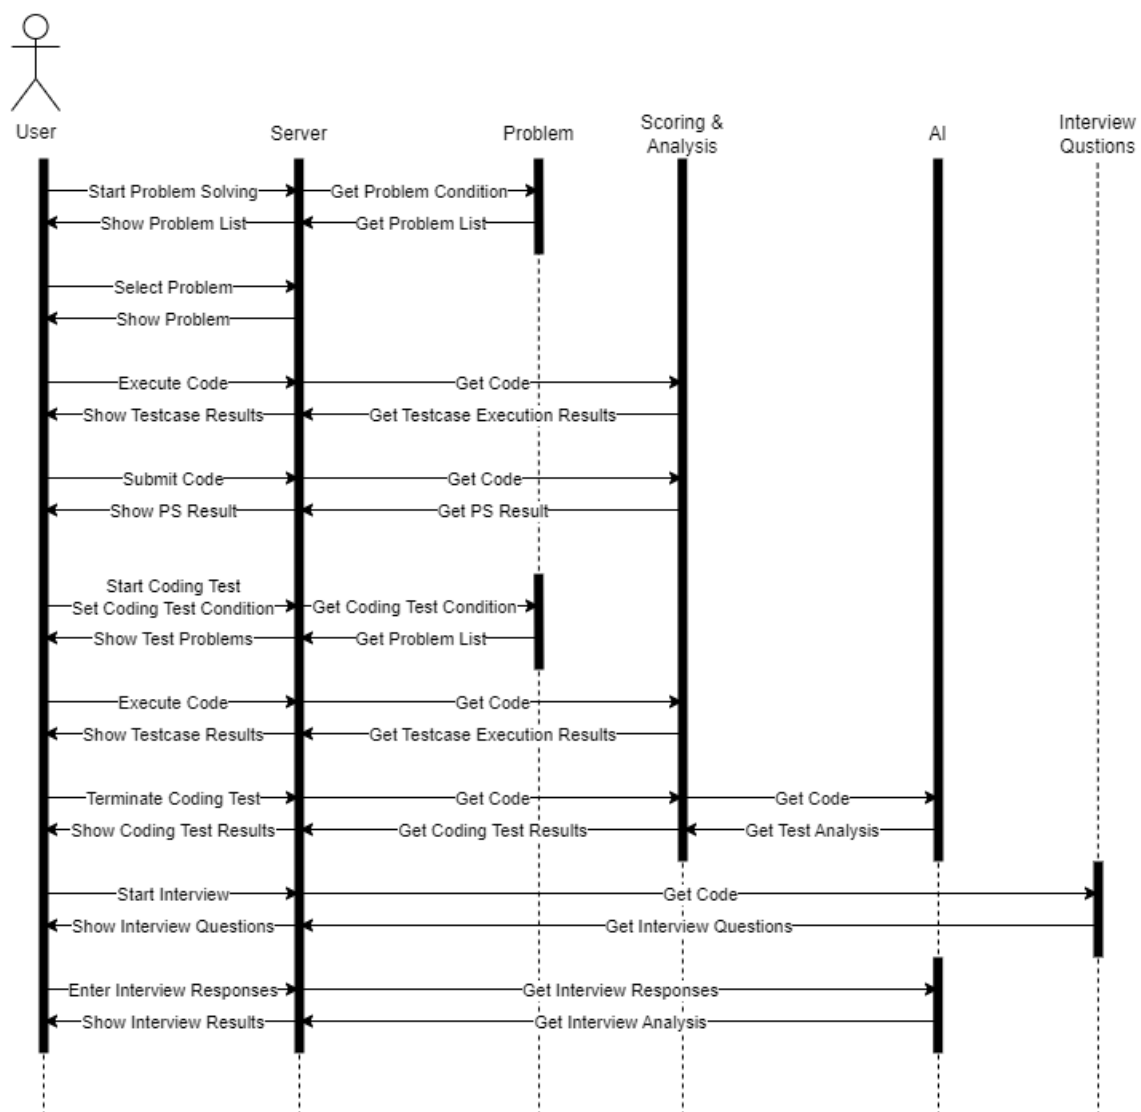 User
Server
Problem
Scoring &
Analysis
AI
Interview
Qustions
Start Problem Solving
Get Problem Condition
Show Problem List
Get Problem List
Select Problem
Show Problem
Execute Code
Get Code
Show Testcase Results
Get Testcase Execution Results
Submit Code
Get Code
Show PS Result
Get PS Result
Start Coding Test
Set Coding Test Condition
Get Coding Test Condition
Show Test Problems
Get Problem List
Execute Code
Get Code
Show Testcase Results
Get Testcase Execution Results
Terminate Coding Test
Get Code
Get Code
Show Coding Test Results
Get Coding Test Results
Get Test Analysis
Start Interview
Get Code
Show Interview Questions
Get Interview Questions
Enter Interview Responses
Get Interview Responses
Show Interview Results
Get Interview Analysis